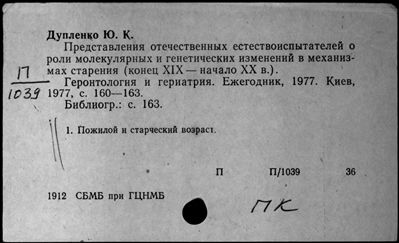 Дупленко Ю. К.
Представления отечественных естествоиспытателей о
роли молекулярных и генетических изменений в механиз-
мах старения (конец XIX — начало XX в.).
П
1039
Геронтология и гериатрия. Ежегодник, 1977. Киев,
1977, с. 160—163.
Библиогр.: с. 163.
1. Пожилой и старческий возраст.
П П/1039 36
1912 СБМБ при ГЦНМБ
ПК